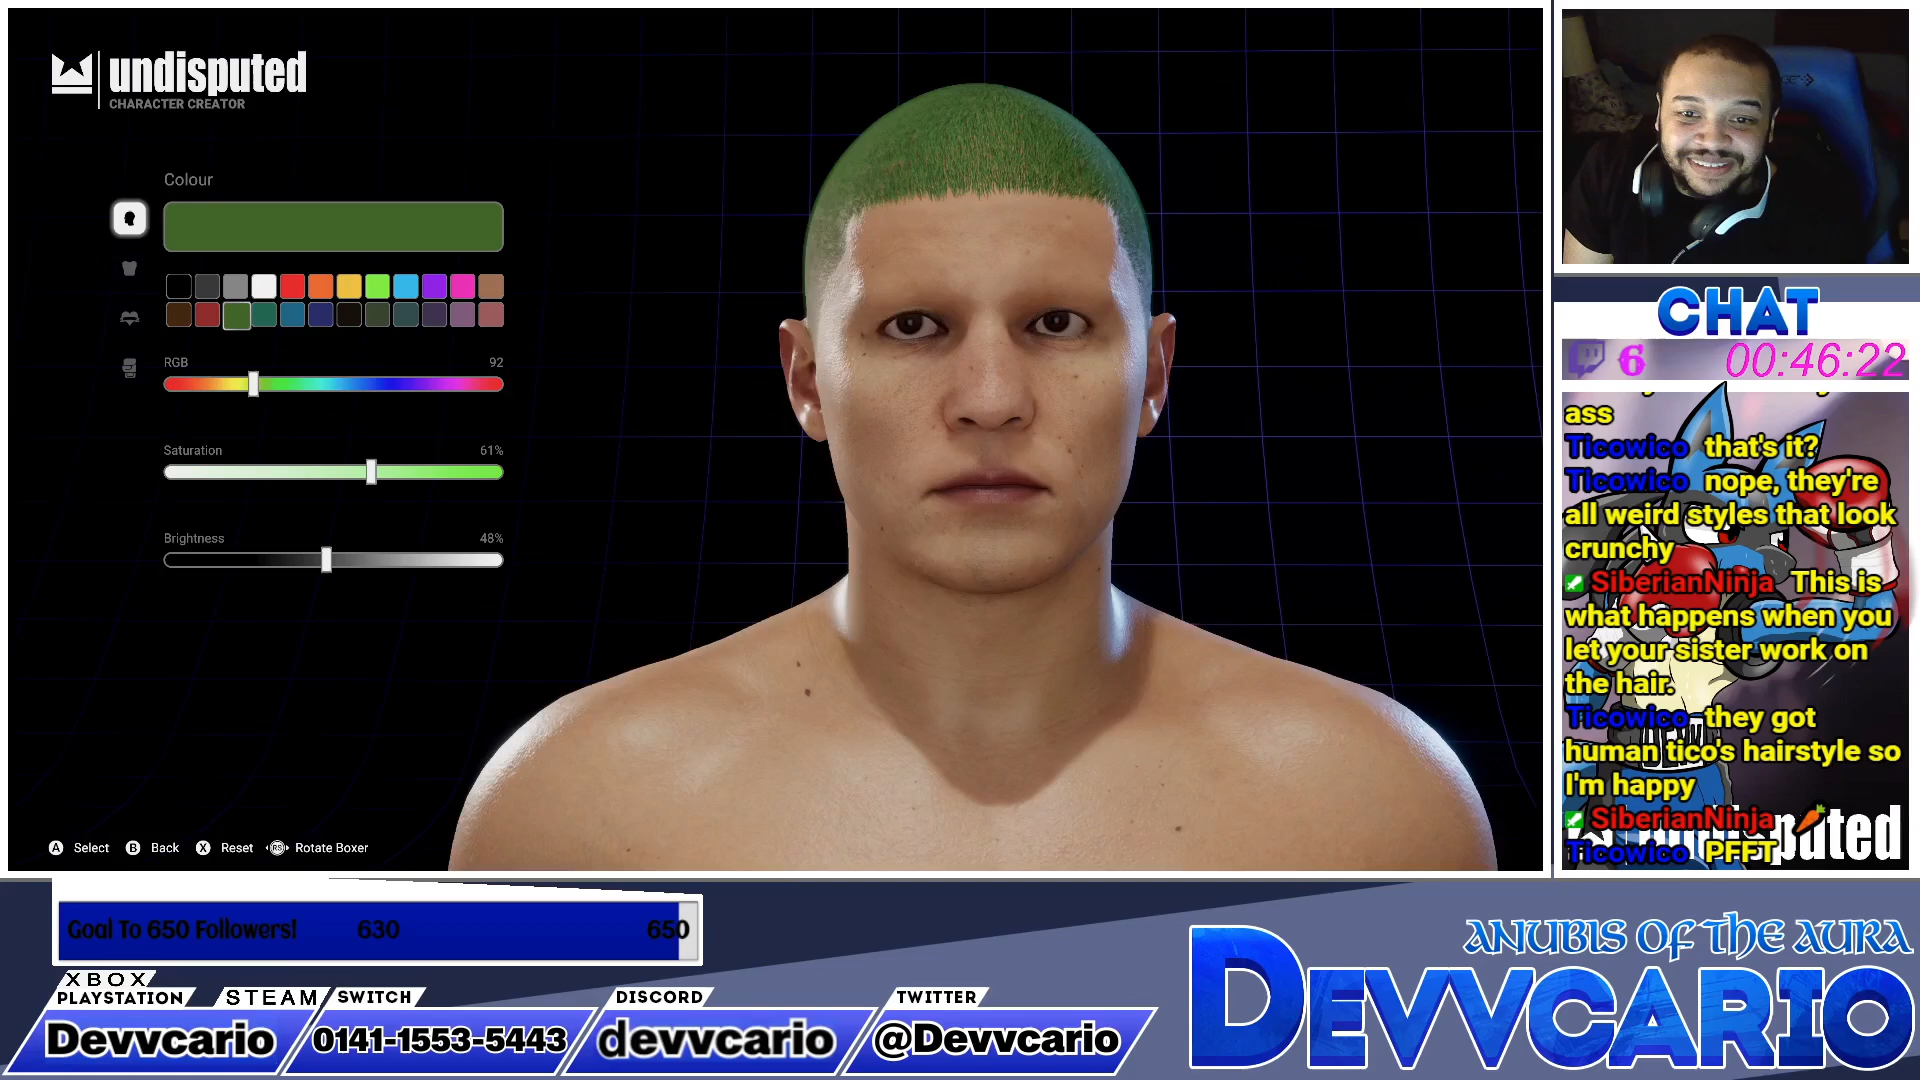 undisputed
CHARACTER CREATOR
Colour
RGB 92
Saturation 61%
Brightness 48%
A Select B Back X Reset RS Rotate Boxer
CHAT
6 00:46:22
ass
Ticowico that's it?
Ticowico nope, they're
all weird styles that look
crunchy
SiberianNinja This is
what happens when you
let your sister work on
the hair.
Ticowico they got
human tico's hairstyle so
I'm happy
SiberianNinja 🥕
Ticowico PFFT
Goal To 650 Followers! 630 650
XBOX
PLAYSTATION STEAM SWITCH DISCORD TWITTER
Devvcario 0141-1553-5443 devvcario @Devvcario
ANUBIS OF THE AURA
DEVVCARIO